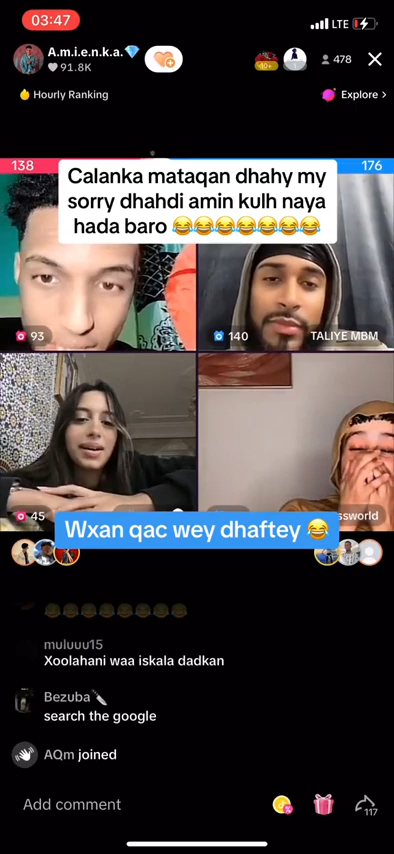 03:47
LTE
A.m.i.e.n.k.a.💎
91.8K
40+
478
Hourly Ranking
Explore >
138
176
Calanka mataqan dhahy my
sorry dhahdi amin kulh naya
hada baro 😂😂😂😂😂😂😂
93
140
TALIYE MBM
45
ssworld
Wxan qac wey dhaftey 😂
😂😂😂😂😂😂😂😂
muluuu15
Xoolahani waa iskala dadkan
Bezuba🔪
search the google
AQm joined
Add comment
117